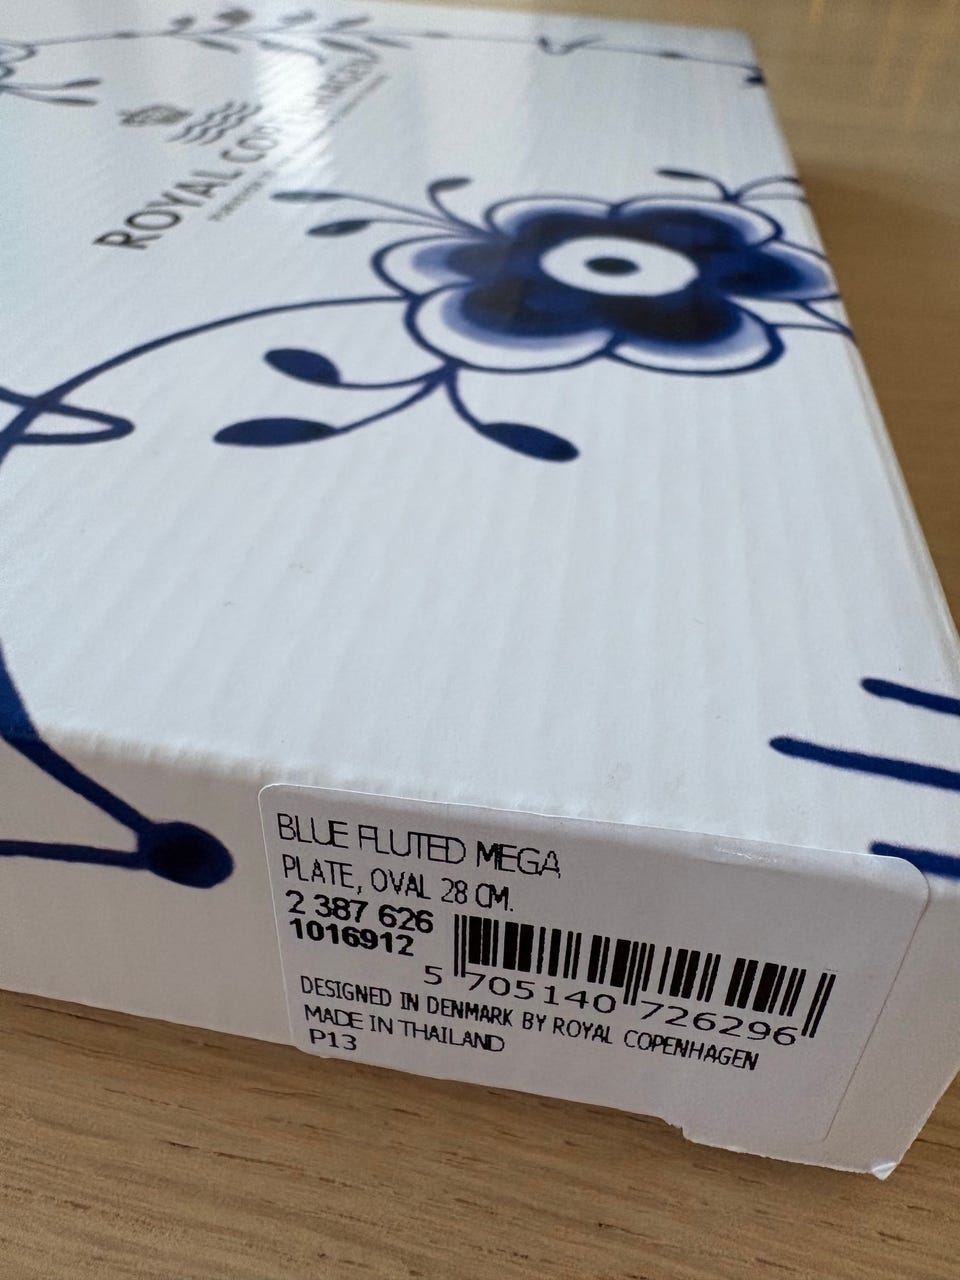 ROYAL COPENHAGEN
BLUE FLUTED MEGA
PLATE, OVAL 28 CM.
2 387 626
1016912
5 705140 726296
DESIGNED IN DENMARK BY ROYAL COPENHAGEN
MADE IN THAILAND
P13